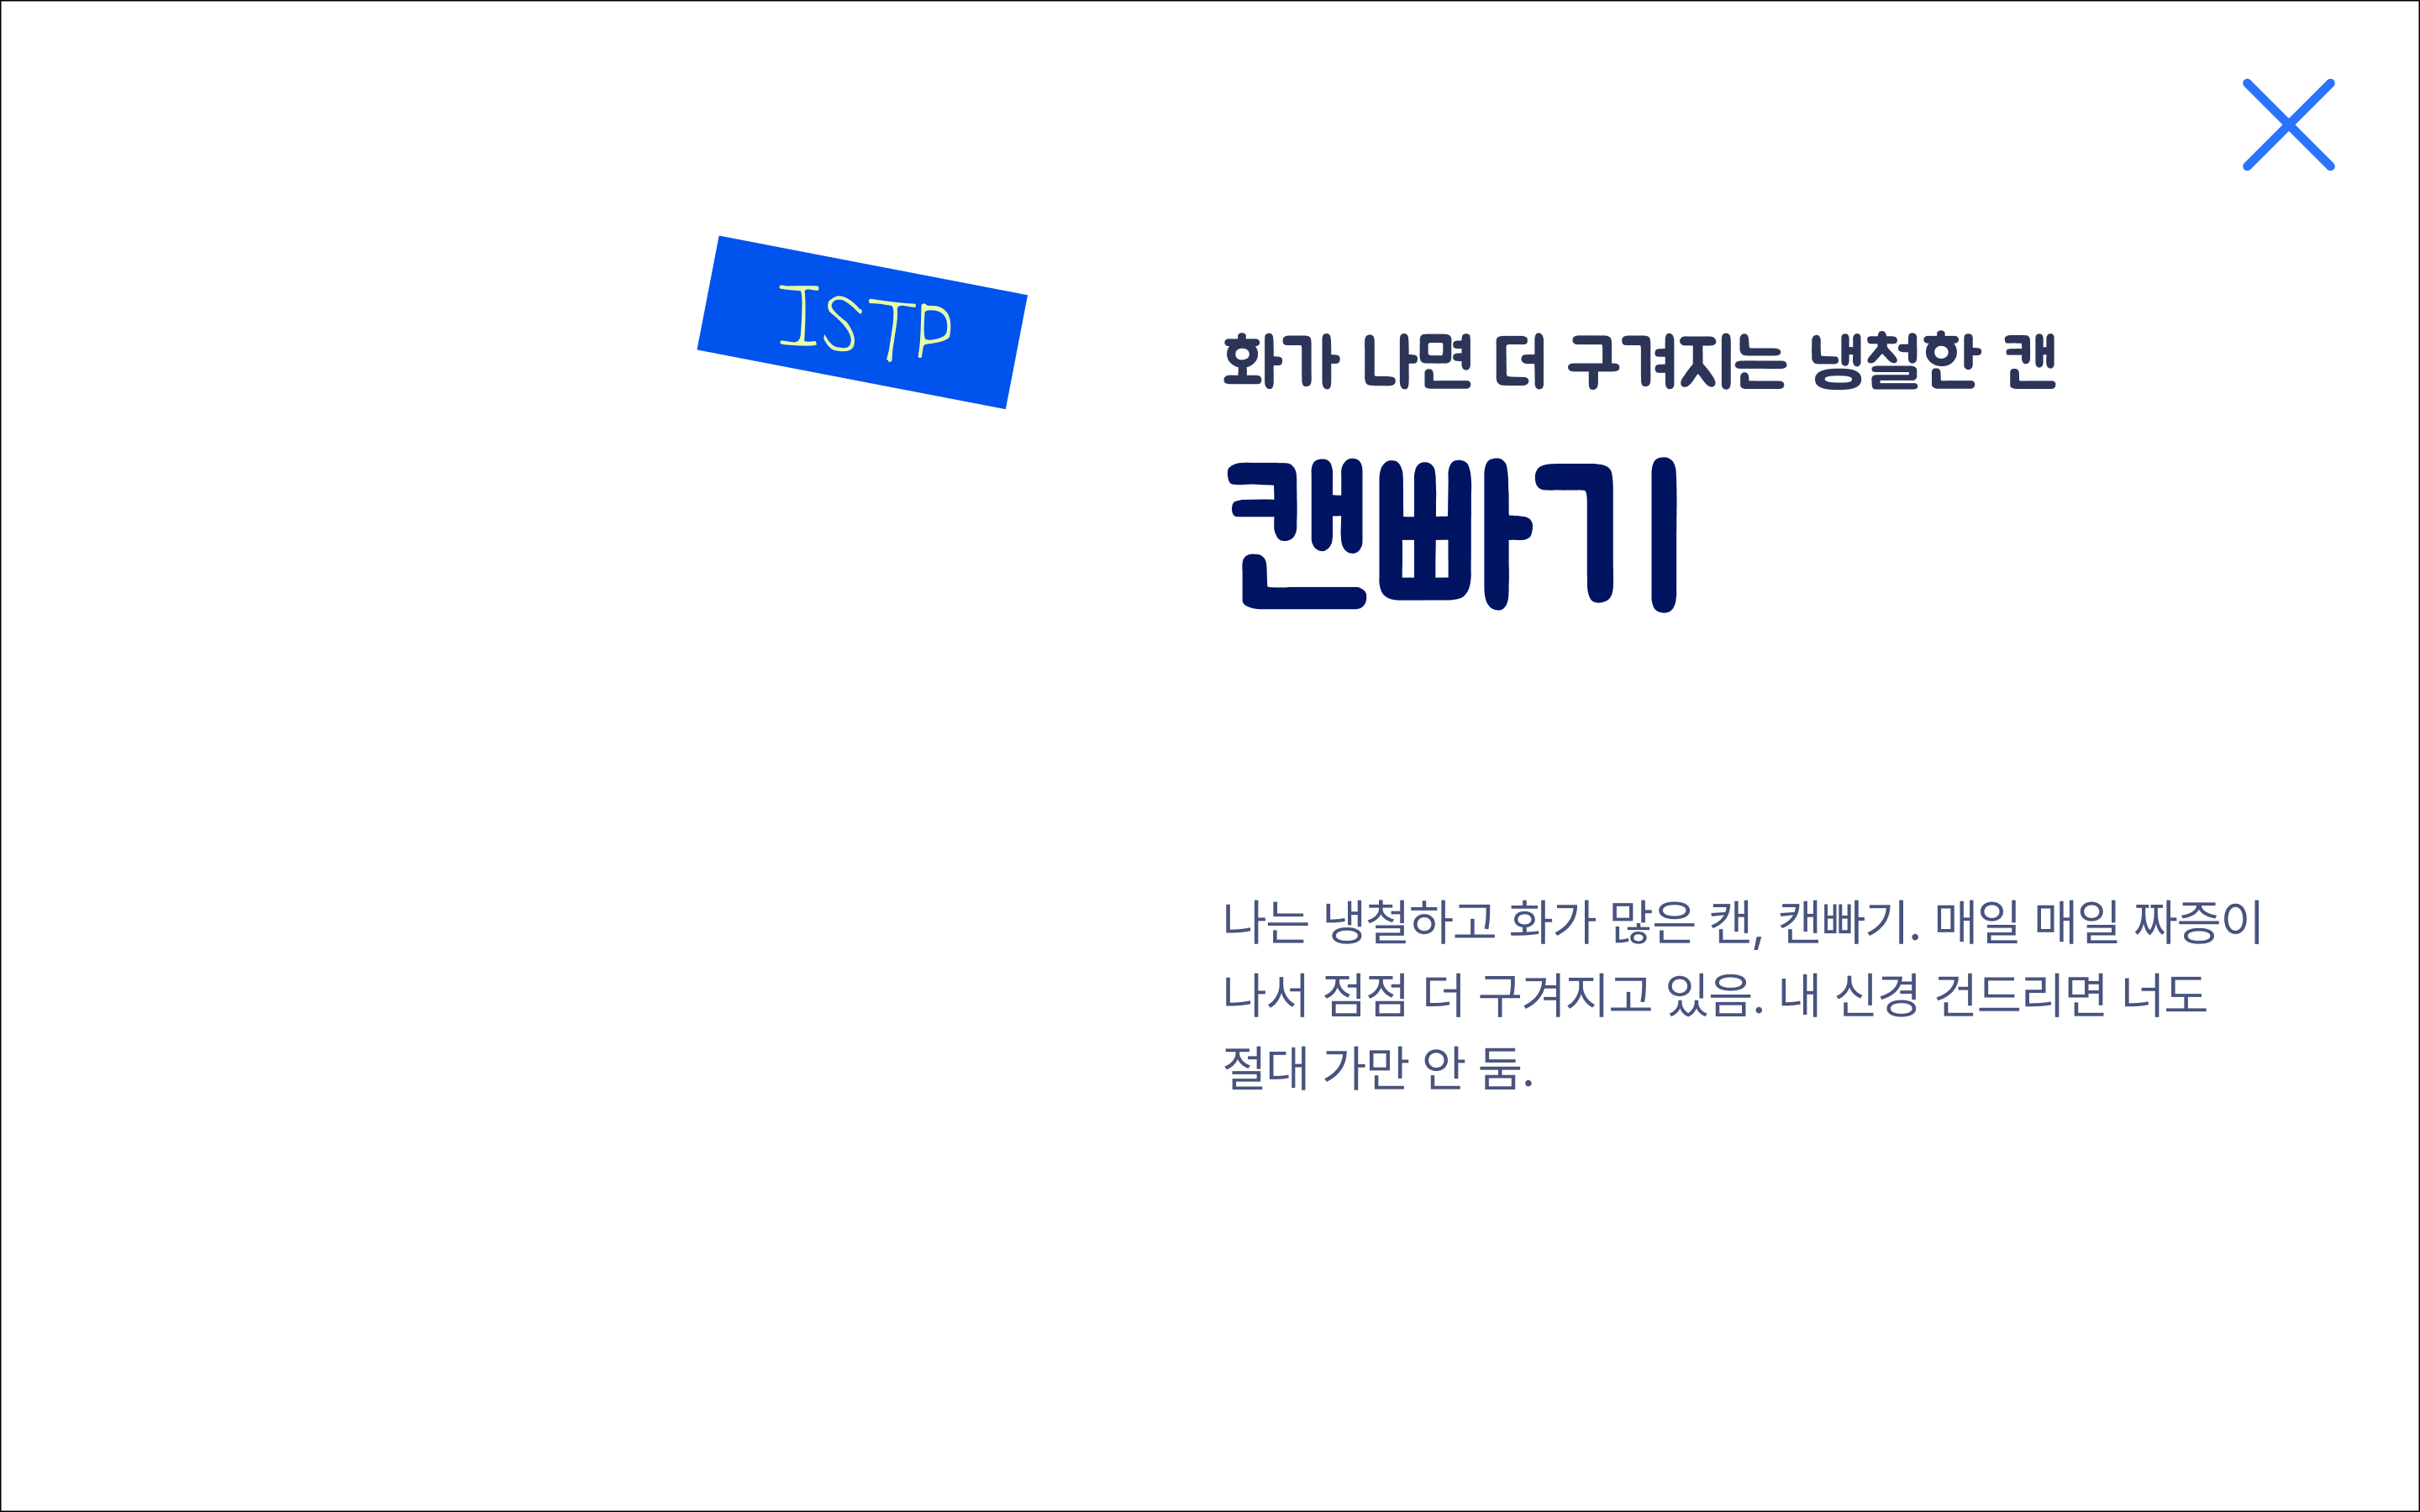 ISTP
화가 나면 더 구겨지는 냉철한 캔
캔빠기
나는 냉철하고 화가 많은 캔, 캔빠기. 매일 매일 짜증이
나서 점점 더 구겨지고 있음. 내 신경 건드리면 너도
절대 가만 안 둠.